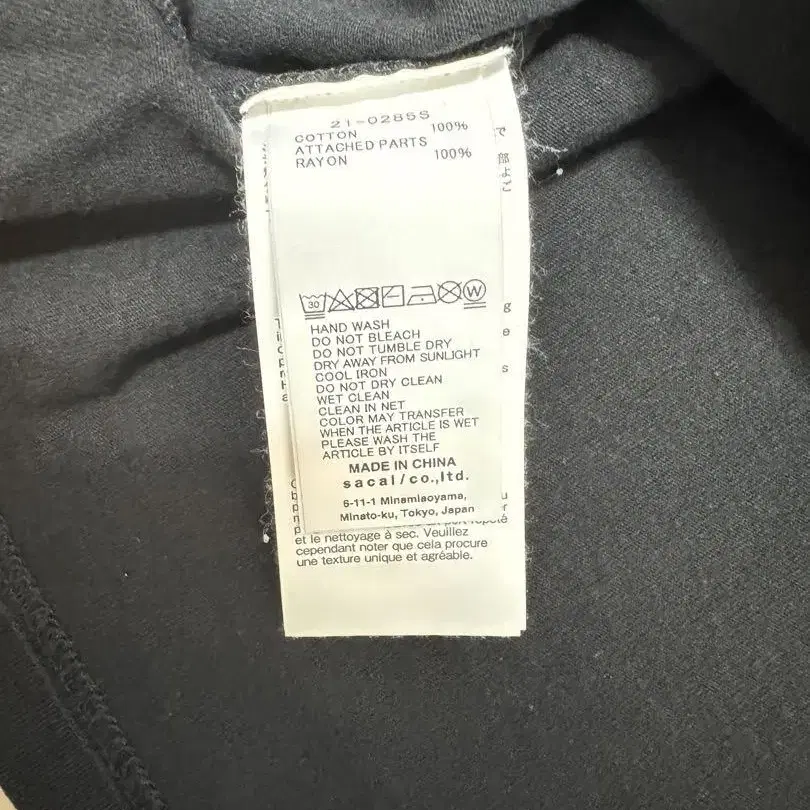 21-0285S
COTTON 100%
ATTACHED PARTS
RAYON 100%
30 W
HAND WASH
DO NOT BLEACH
DO NOT TUMBLE DRY
DRY AWAY FROM SUNLIGHT
COOL IRON
DO NOT DRY CLEAN
WET CLEAN
CLEAN IN NET
COLOR MAY TRANSFER
WHEN THE ARTICLE IS WET
PLEASE WASH THE
ARTICLE BY ITSELF
MADE IN CHINA
sacai/co.,ltd.
6-11-1 Minamiaoyama,
Minato-ku, Tokyo, Japan
et le nettoyage à sec. Veuillez
cependant noter que cela procure
une texture unique et agréable.